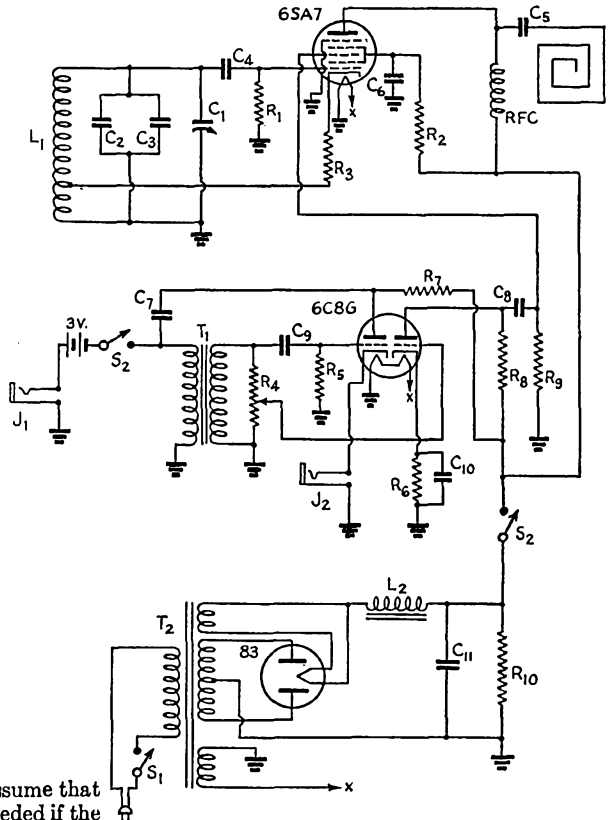 6SA7
C5
C4
C6
x
L1
C2
C3
C1
R1
R2
RFC
R3
R7
C8
C7
6C8G
3V.
S2
T1
C9
R4
R5
x
R8
R9
J1
J2
R6
C10
S2
L2
T2
83
C11
R10
S1
x
ssume that
eded if the